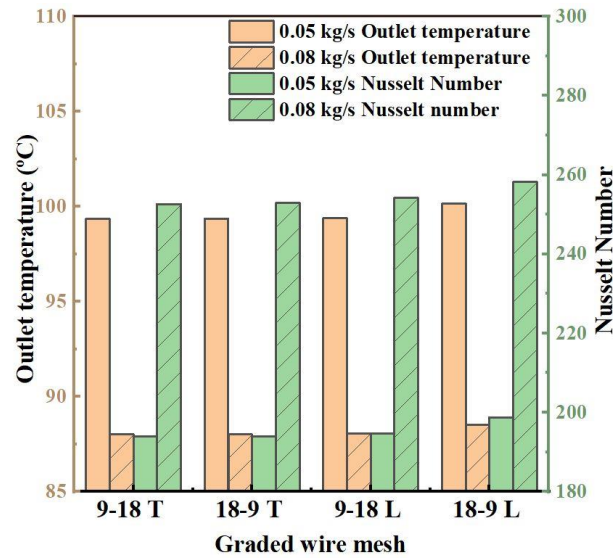 0.05 kg/s Outlet temperature
0.08 kg/s Outlet temperature
0.05 kg/s Nusselt Number
0.08 kg/s Nusselt number
Outlet temperature (ºC)
110
105
100
95
90
85
300
280
260
240
220
200
180
Nusselt Number
9-18 T 18-9 T 9-18 L 18-9 L
Graded wire mesh